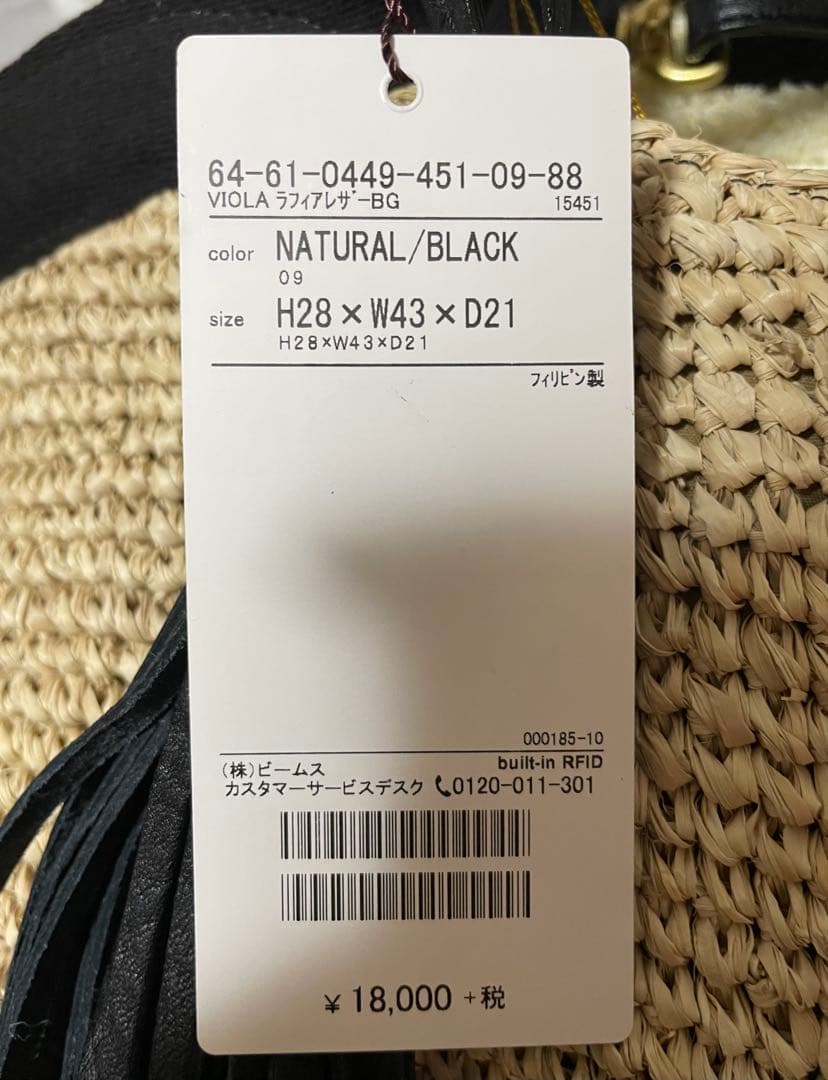 64-61-0449-451-09-88
VIOLA ラフィアレザーBG 15451
color NATURAL/BLACK
09
size H28×W43×D21
H28×W43×D21
フィリピン製
000185-10
built-in RFID
(株)ビームス
カスタマーサービスデスク 📞0120-011-301
¥ 18,000 +税